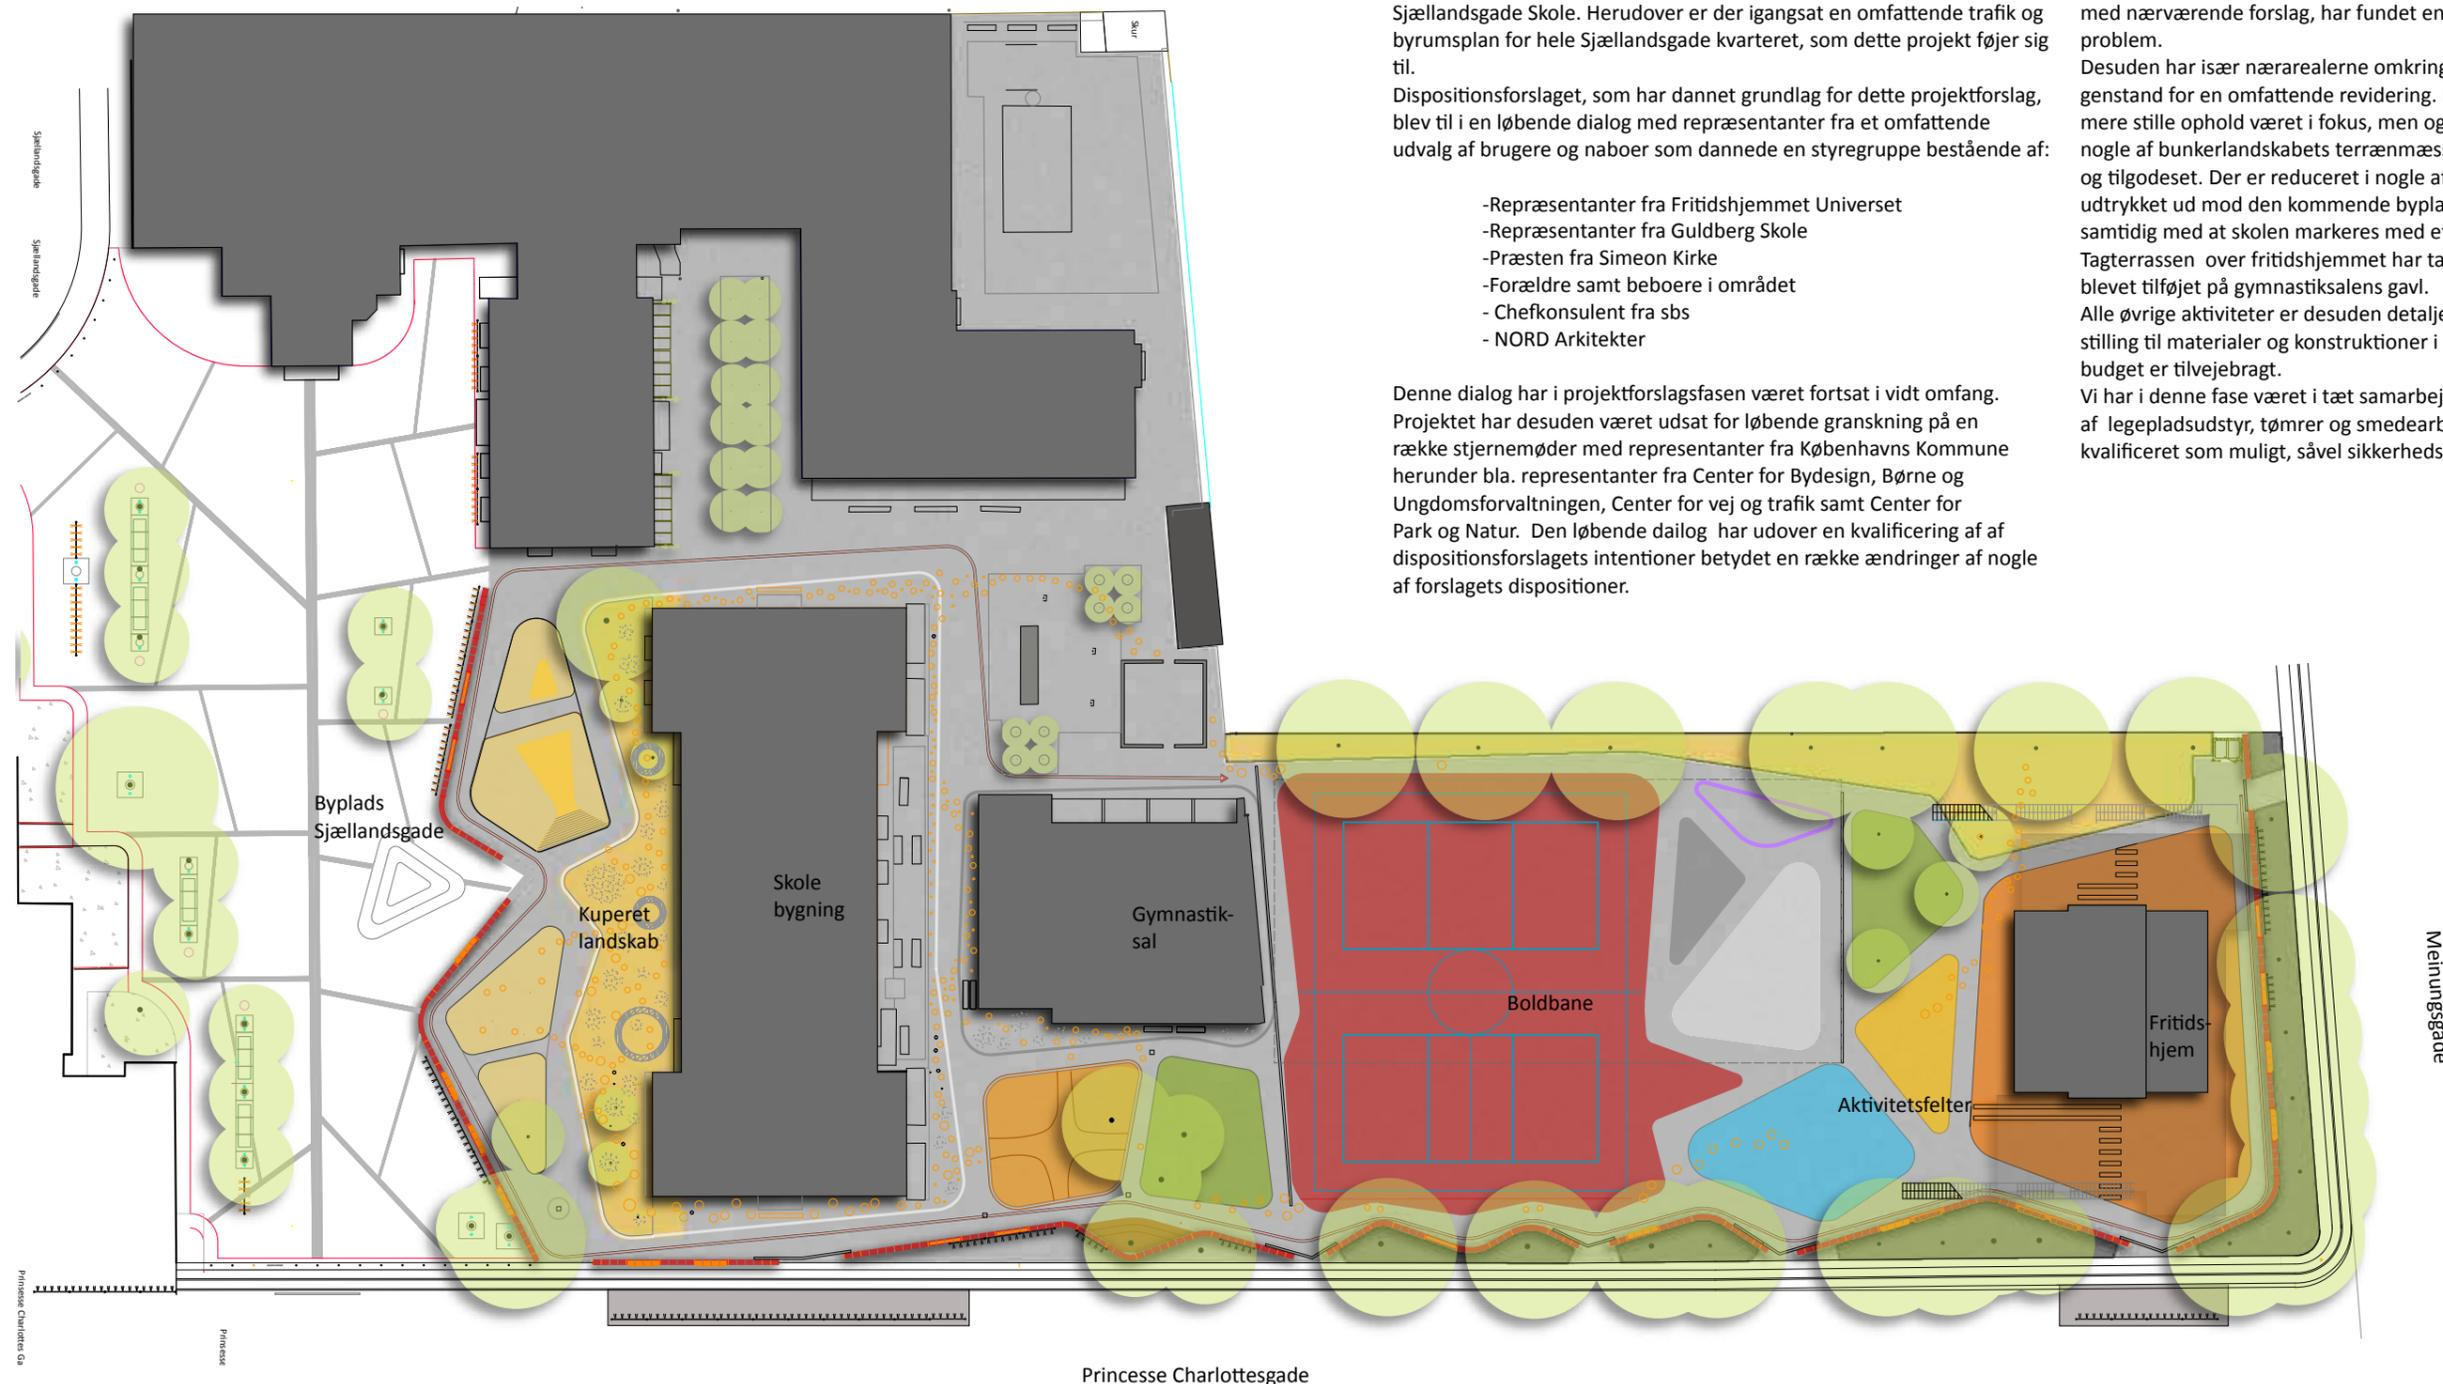 Sjællandsgade Skole. Herudover er der igangsat en omfattende trafik og
byrumsplan for hele Sjællandsgade kvarteret, som dette projekt føjer sig
til.
Dispositionsforslaget, som har dannet grundlag for dette projektforslag,
blev til i en løbende dialog med repræsentanter fra et omfattende
udvalg af brugere og naboer som dannede en styregruppe bestående af:
-Repræsentanter fra Fritidshjemmet Universet
-Repræsentanter fra Guldberg Skole
-Præsten fra Simeon Kirke
-Forældre samt beboere i området
- Chefkonsulent fra sbs
- NORD Arkitekter
Denne dialog har i projektforslagsfasen været fortsat i vidt omfang.
Projektet har desuden været udsat for løbende granskning på en
række stjernemøder med representanter fra Københavns Kommune
herunder bla. representanter fra Center for Bydesign, Børne og
Ungdomsforvaltningen, Center for vej og trafik samt Center for
Park og Natur.  Den løbende dailog  har udover en kvalificering af af
dispositionsforslagets intentioner betydet en række ændringer af nogle
af forslagets dispositioner.
med nærværende forslag, har fundet en
problem.
Desuden har især nærarealerne omkring
genstand for en omfattende revidering.
mere stille ophold været i fokus, men og
nogle af bunkerlandskabets terrænmæs
og tilgodeset. Der er reduceret i nogle af
udtrykket ud mod den kommende bypla
samtidig med at skolen markeres med e
Tagterrassen  over fritidshjemmet har ta
blevet tilføjet på gymnastiksalens gavl.
Alle øvrige aktiviteter er desuden detalje
stilling til materialer og konstruktioner i
budget er tilvejebragt.
Vi har i denne fase været i tæt samarbej
af  legepladsudstyr, tømrer og smedearb
kvalificeret som muligt, såvel sikkerheds
Skur
Sjællandsgade
Sjællandsgade
Byplads
Sjællandsgade
Kuperet
landskab
Skole
bygning
Gymnastik-
sal
Boldbane
Aktivitetsfelter
Fritids-
hjem
Meinungsgade
Prinsesse Charlottes Ga
Prinsesse
Princesse Charlottesgade